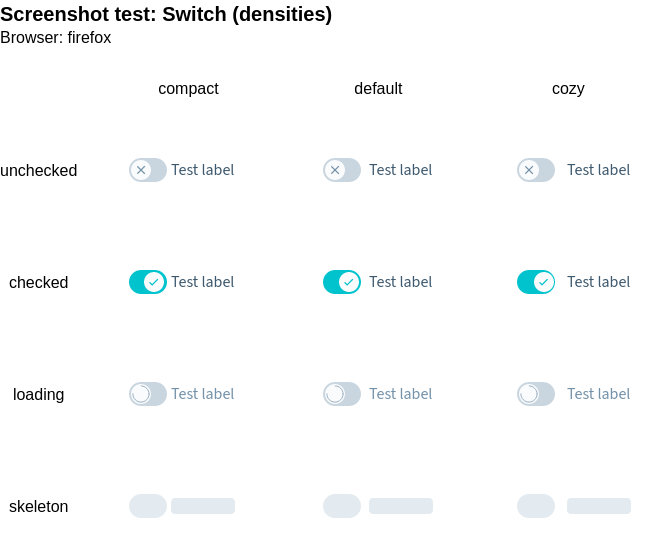 Screenshot test: Switch (densities)
Browser: firefox
compact default cozy
unchecked Test label Test label Test label
checked Test label Test label Test label
loading Test label Test label Test label
skeleton